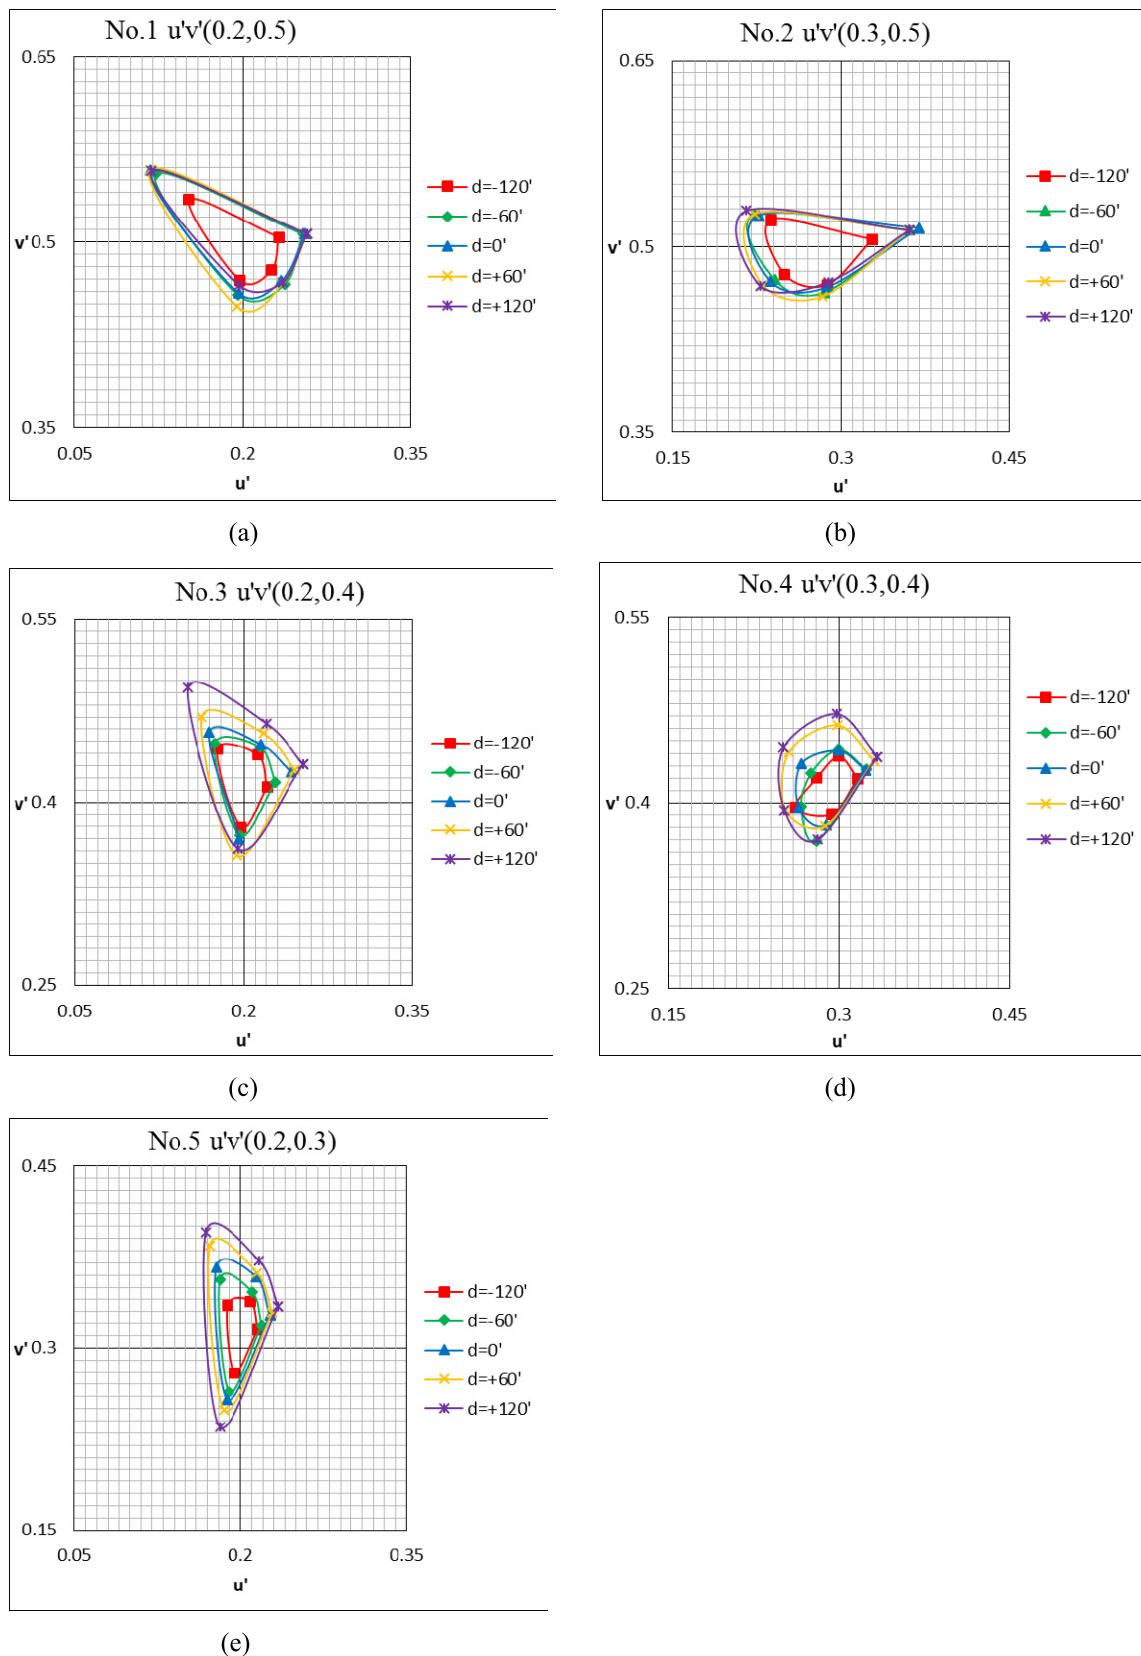 No.1 u'v'(0.2,0.5)
0.65
v' 0.5
0.35
0.05 0.2 0.35
u'
d=-120'
d=-60'
d=0'
d=+60'
d=+120'
(a)
No.2 u'v'(0.3,0.5)
0.65
v' 0.5
0.35
0.15 0.3 0.45
u'
d=-120'
d=-60'
d=0'
d=+60'
d=+120'
(b)
No.3 u'v'(0.2,0.4)
0.55
v' 0.4
0.25
0.05 0.2 0.35
u'
d=-120'
d=-60'
d=0'
d=+60'
d=+120'
(c)
No.4 u'v'(0.3,0.4)
0.55
v' 0.4
0.25
0.15 0.3 0.45
u'
d=-120'
d=-60'
d=0'
d=+60'
d=+120'
(d)
No.5 u'v'(0.2,0.3)
0.45
v' 0.3
0.15
0.05 0.2 0.35
u'
d=-120'
d=-60'
d=0'
d=+60'
d=+120'
(e)